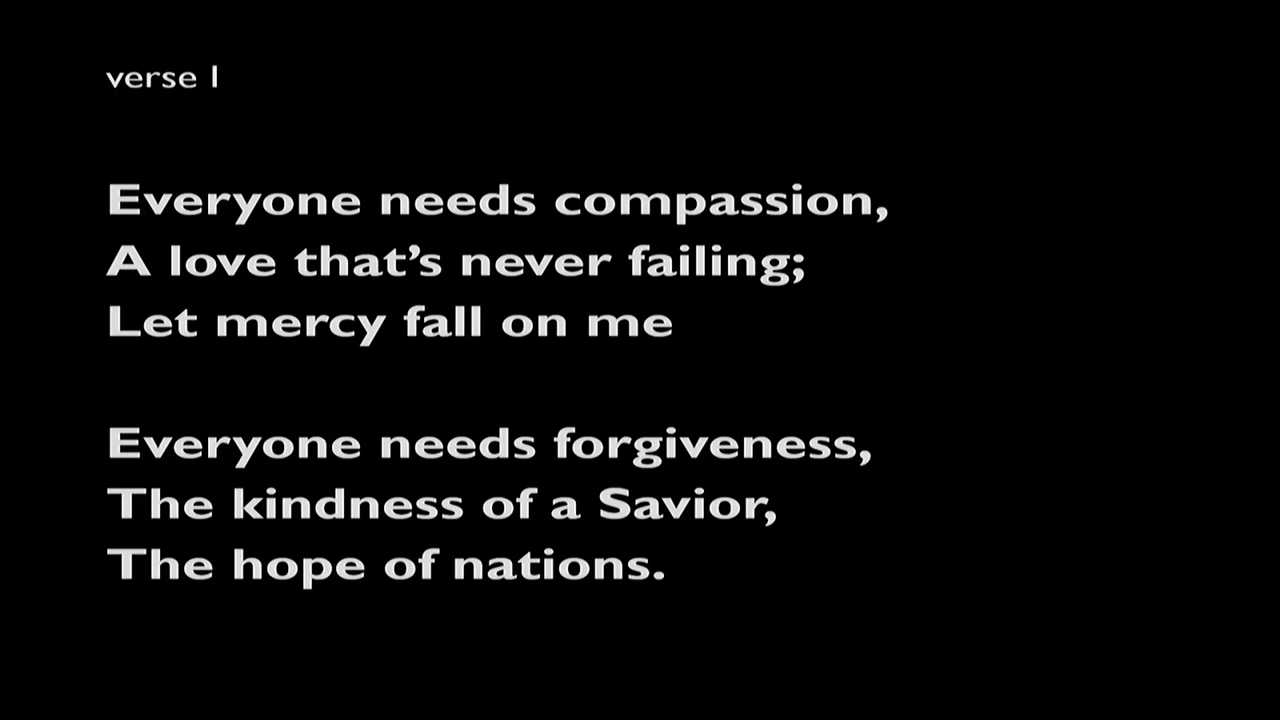 verse 1
Everyone needs compassion,
A love that’s never failing;
Let mercy fall on me
Everyone needs forgiveness,
The kindness of a Savior,
The hope of nations.